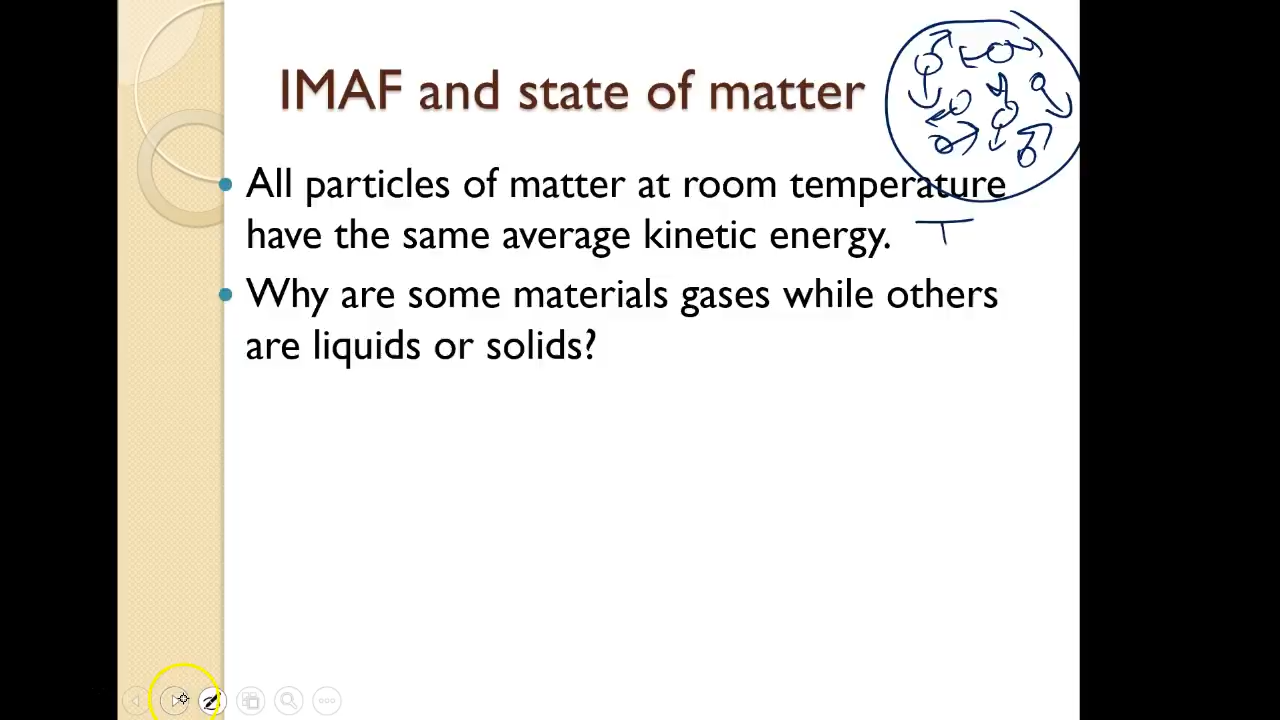 IMAF and state of matter
All particles of matter at room temperature
have the same average kinetic energy.
T
Why are some materials gases while others
are liquids or solids?